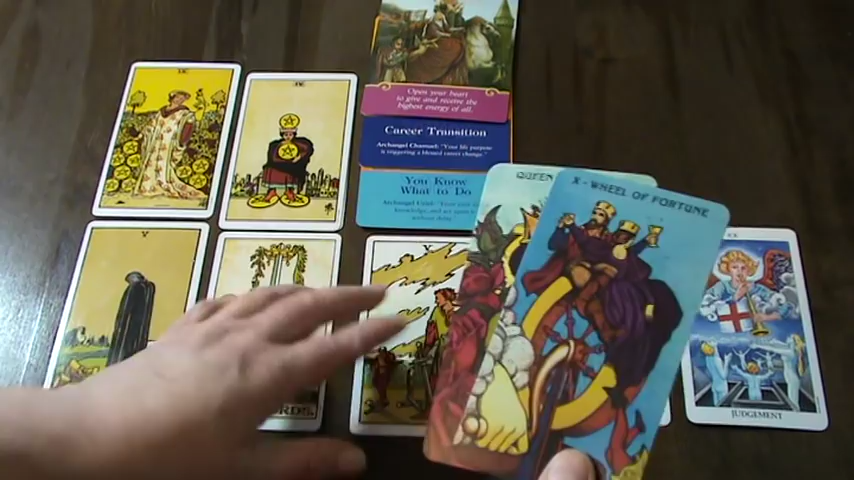 IX
IV
Open your heart
to give and receive the
highest energy of all.
Career Transition
Archangel Chamuel: "Your life purpose
is triggering a blessed career change."
You Know
What to Do
QUEEN
X - WHEEL OF FORTUNE
V
XX
JUDGEMENT